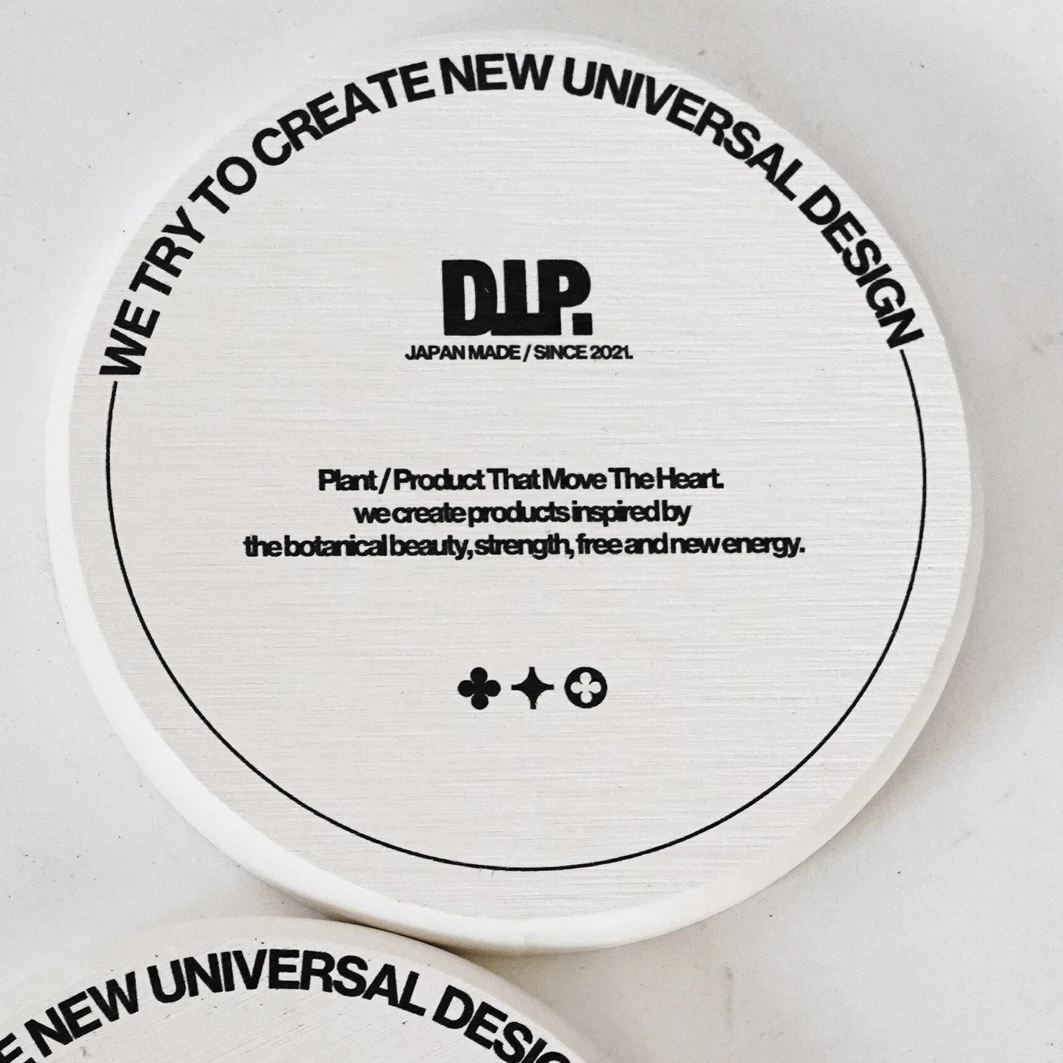 WE TRY TO CREATE NEW UNIVERSAL DESIGN
D.I.P.
JAPAN MADE / SINCE 2021.
Plant / Product That Move The Heart.
we create products inspired by
the botanical beauty, strength, free and new energy.
NEW UNIVERSAL DESIG